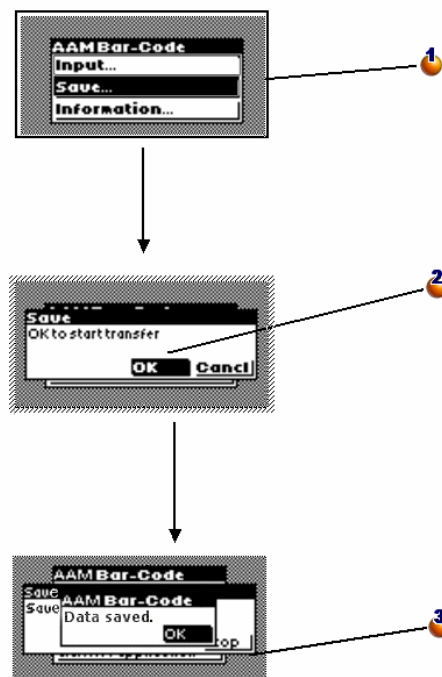 AAM Bar-Code
Input...
Save...
Information...
1
Save
OK to start transfer
OK Cancl
2
AAM Bar-Code
Save
Save
AAM Bar-Code
Data saved.
OK
3